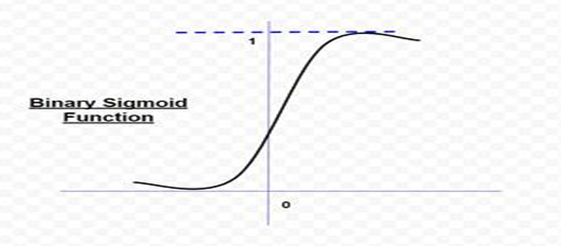 1
Binary Sigmoid
Function
0